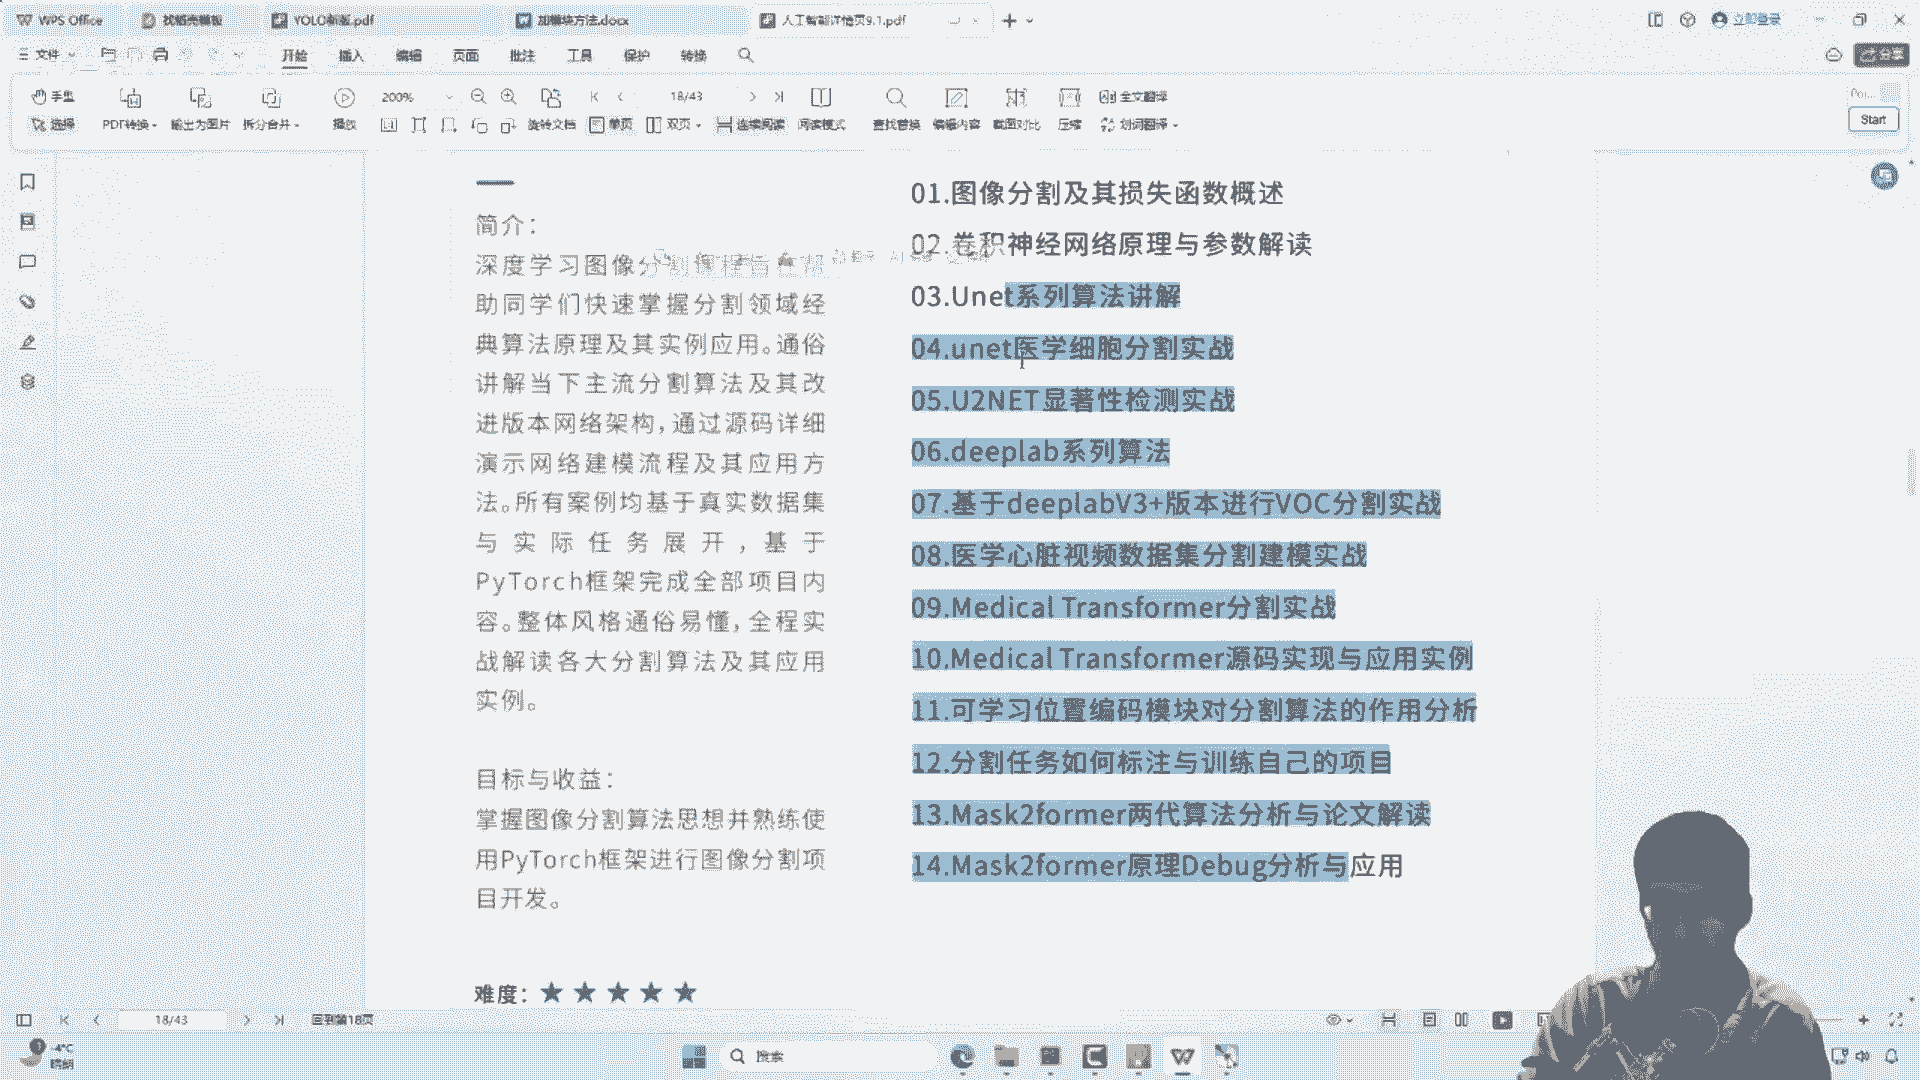 WPS Office
找稻壳模板
YOLO新版.pdf
加模块方法.docx
人工智能详情页9.1.pdf
立即登录
文件
开始
插入
编辑
页面
批注
工具
保护
转换
分享
手型
200%
18/43
全文翻译
选择
PDF转换
输出为图片
拆分合并
播放
旋转文档
单页
双页
连续阅读
阅读模式
查找替换
编辑内容
截图对比
压缩
划词翻译
Start
简介：
深度学习图像分割课程旨在帮
助同学们快速掌握分割领域经
典算法原理及其实例应用。通俗
讲解当下主流分割算法及其改
进版本网络架构，通过源码详细
演示网络建模流程及其应用方
法。所有案例均基于真实数据集
与实际任务展开，基于
PyTorch框架完成全部项目内
容。整体风格通俗易懂，全程实
战解读各大分割算法及其应用
实例。
目标与收益：
掌握图像分割算法思想并熟练使
用PyTorch框架进行图像分割项
目开发。
难度：★★★★★
01.图像分割及其损失函数概述
02.卷积神经网络原理与参数解读
03.Unet系列算法讲解
04.unet医学细胞分割实战
05.U2NET显著性检测实战
06.deeplab系列算法
07.基于deeplabV3+版本进行VOC分割实战
08.医学心脏视频数据集分割建模实战
09.Medical Transformer分割实战
10.Medical Transformer源码实现与应用实例
11.可学习位置编码模块对分割算法的作用分析
12.分割任务如何标注与训练自己的项目
13.Mask2former两代算法分析与论文解读
14.Mask2former原理Debug分析与应用
18/43
回到第18页
-4°C
晴朗
搜索